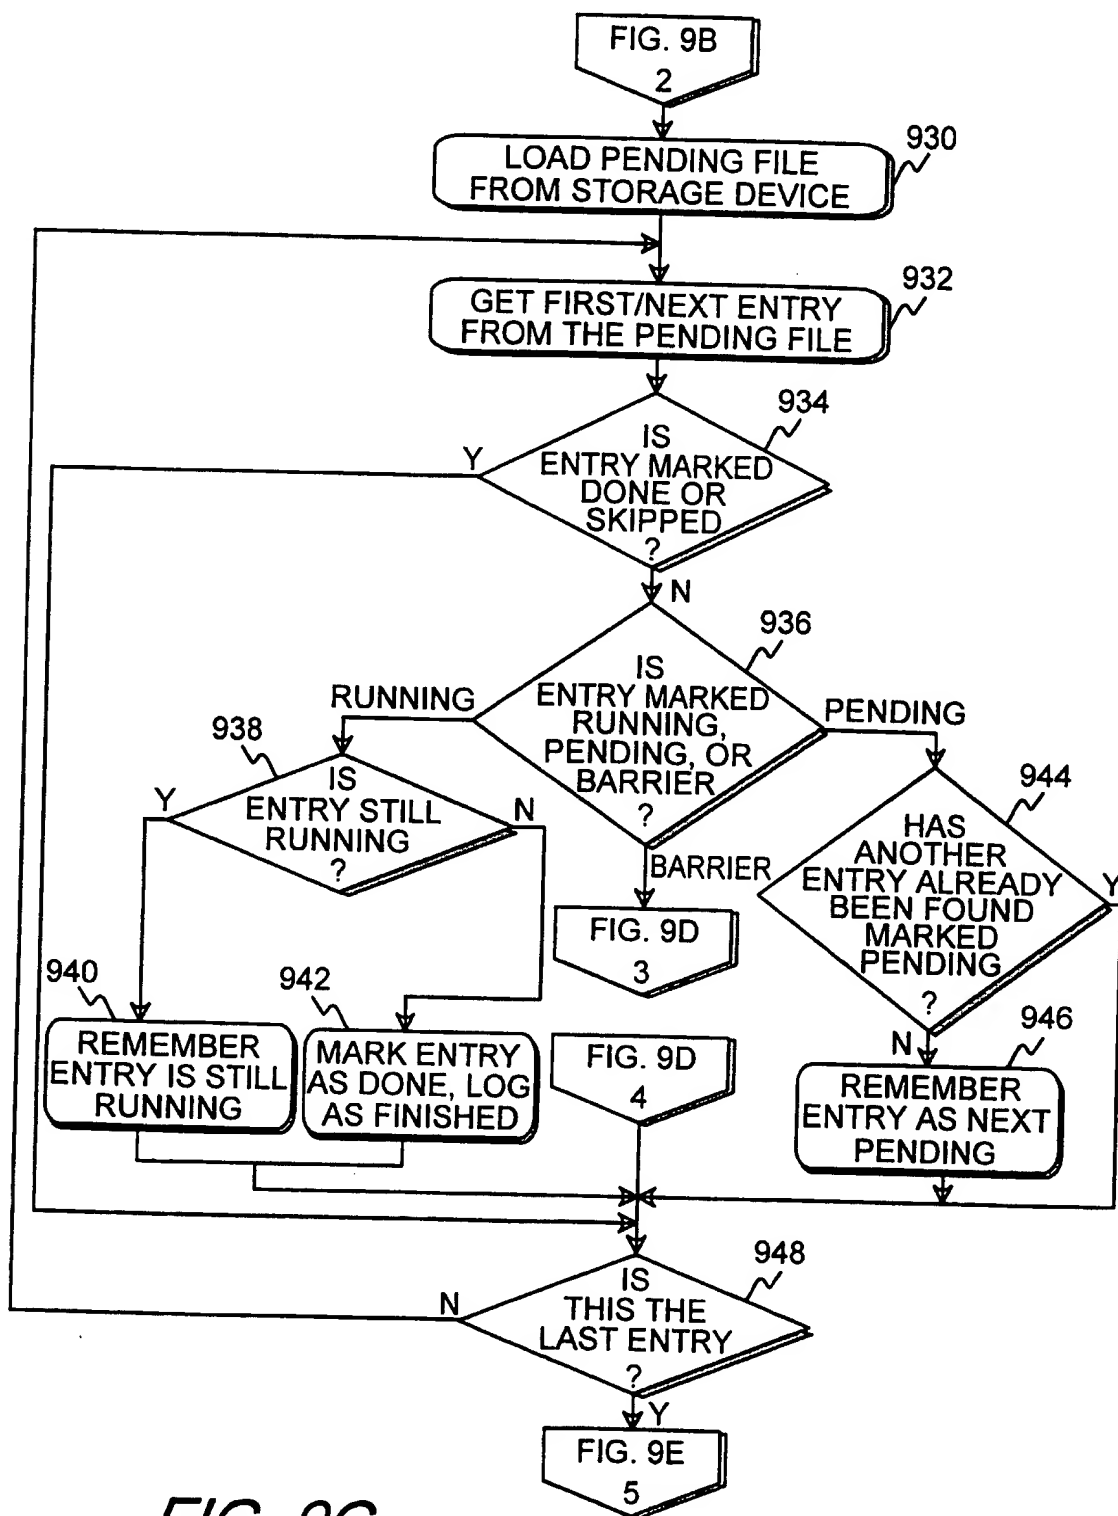 FIG. 9B
2
930
LOAD PENDING FILE
FROM STORAGE DEVICE
932
GET FIRST/NEXT ENTRY
FROM THE PENDING FILE
934
Y
IS
ENTRY MARKED
DONE OR
SKIPPED
?
N
936
IS
ENTRY MARKED
RUNNING,
PENDING, OR
BARRIER
?
RUNNING
PENDING
BARRIER
938
IS
ENTRY STILL
RUNNING
?
Y
N
944
HAS
ANOTHER
ENTRY ALREADY
BEEN FOUND
MARKED
PENDING
?
Y
N
FIG. 9D
3
940
REMEMBER
ENTRY IS STILL
RUNNING
942
MARK ENTRY
AS DONE, LOG
AS FINISHED
FIG. 9D
4
946
REMEMBER
ENTRY AS NEXT
PENDING
948
IS
THIS THE
LAST ENTRY
?
N
Y
FIG. 9E
5
FIG. 9C